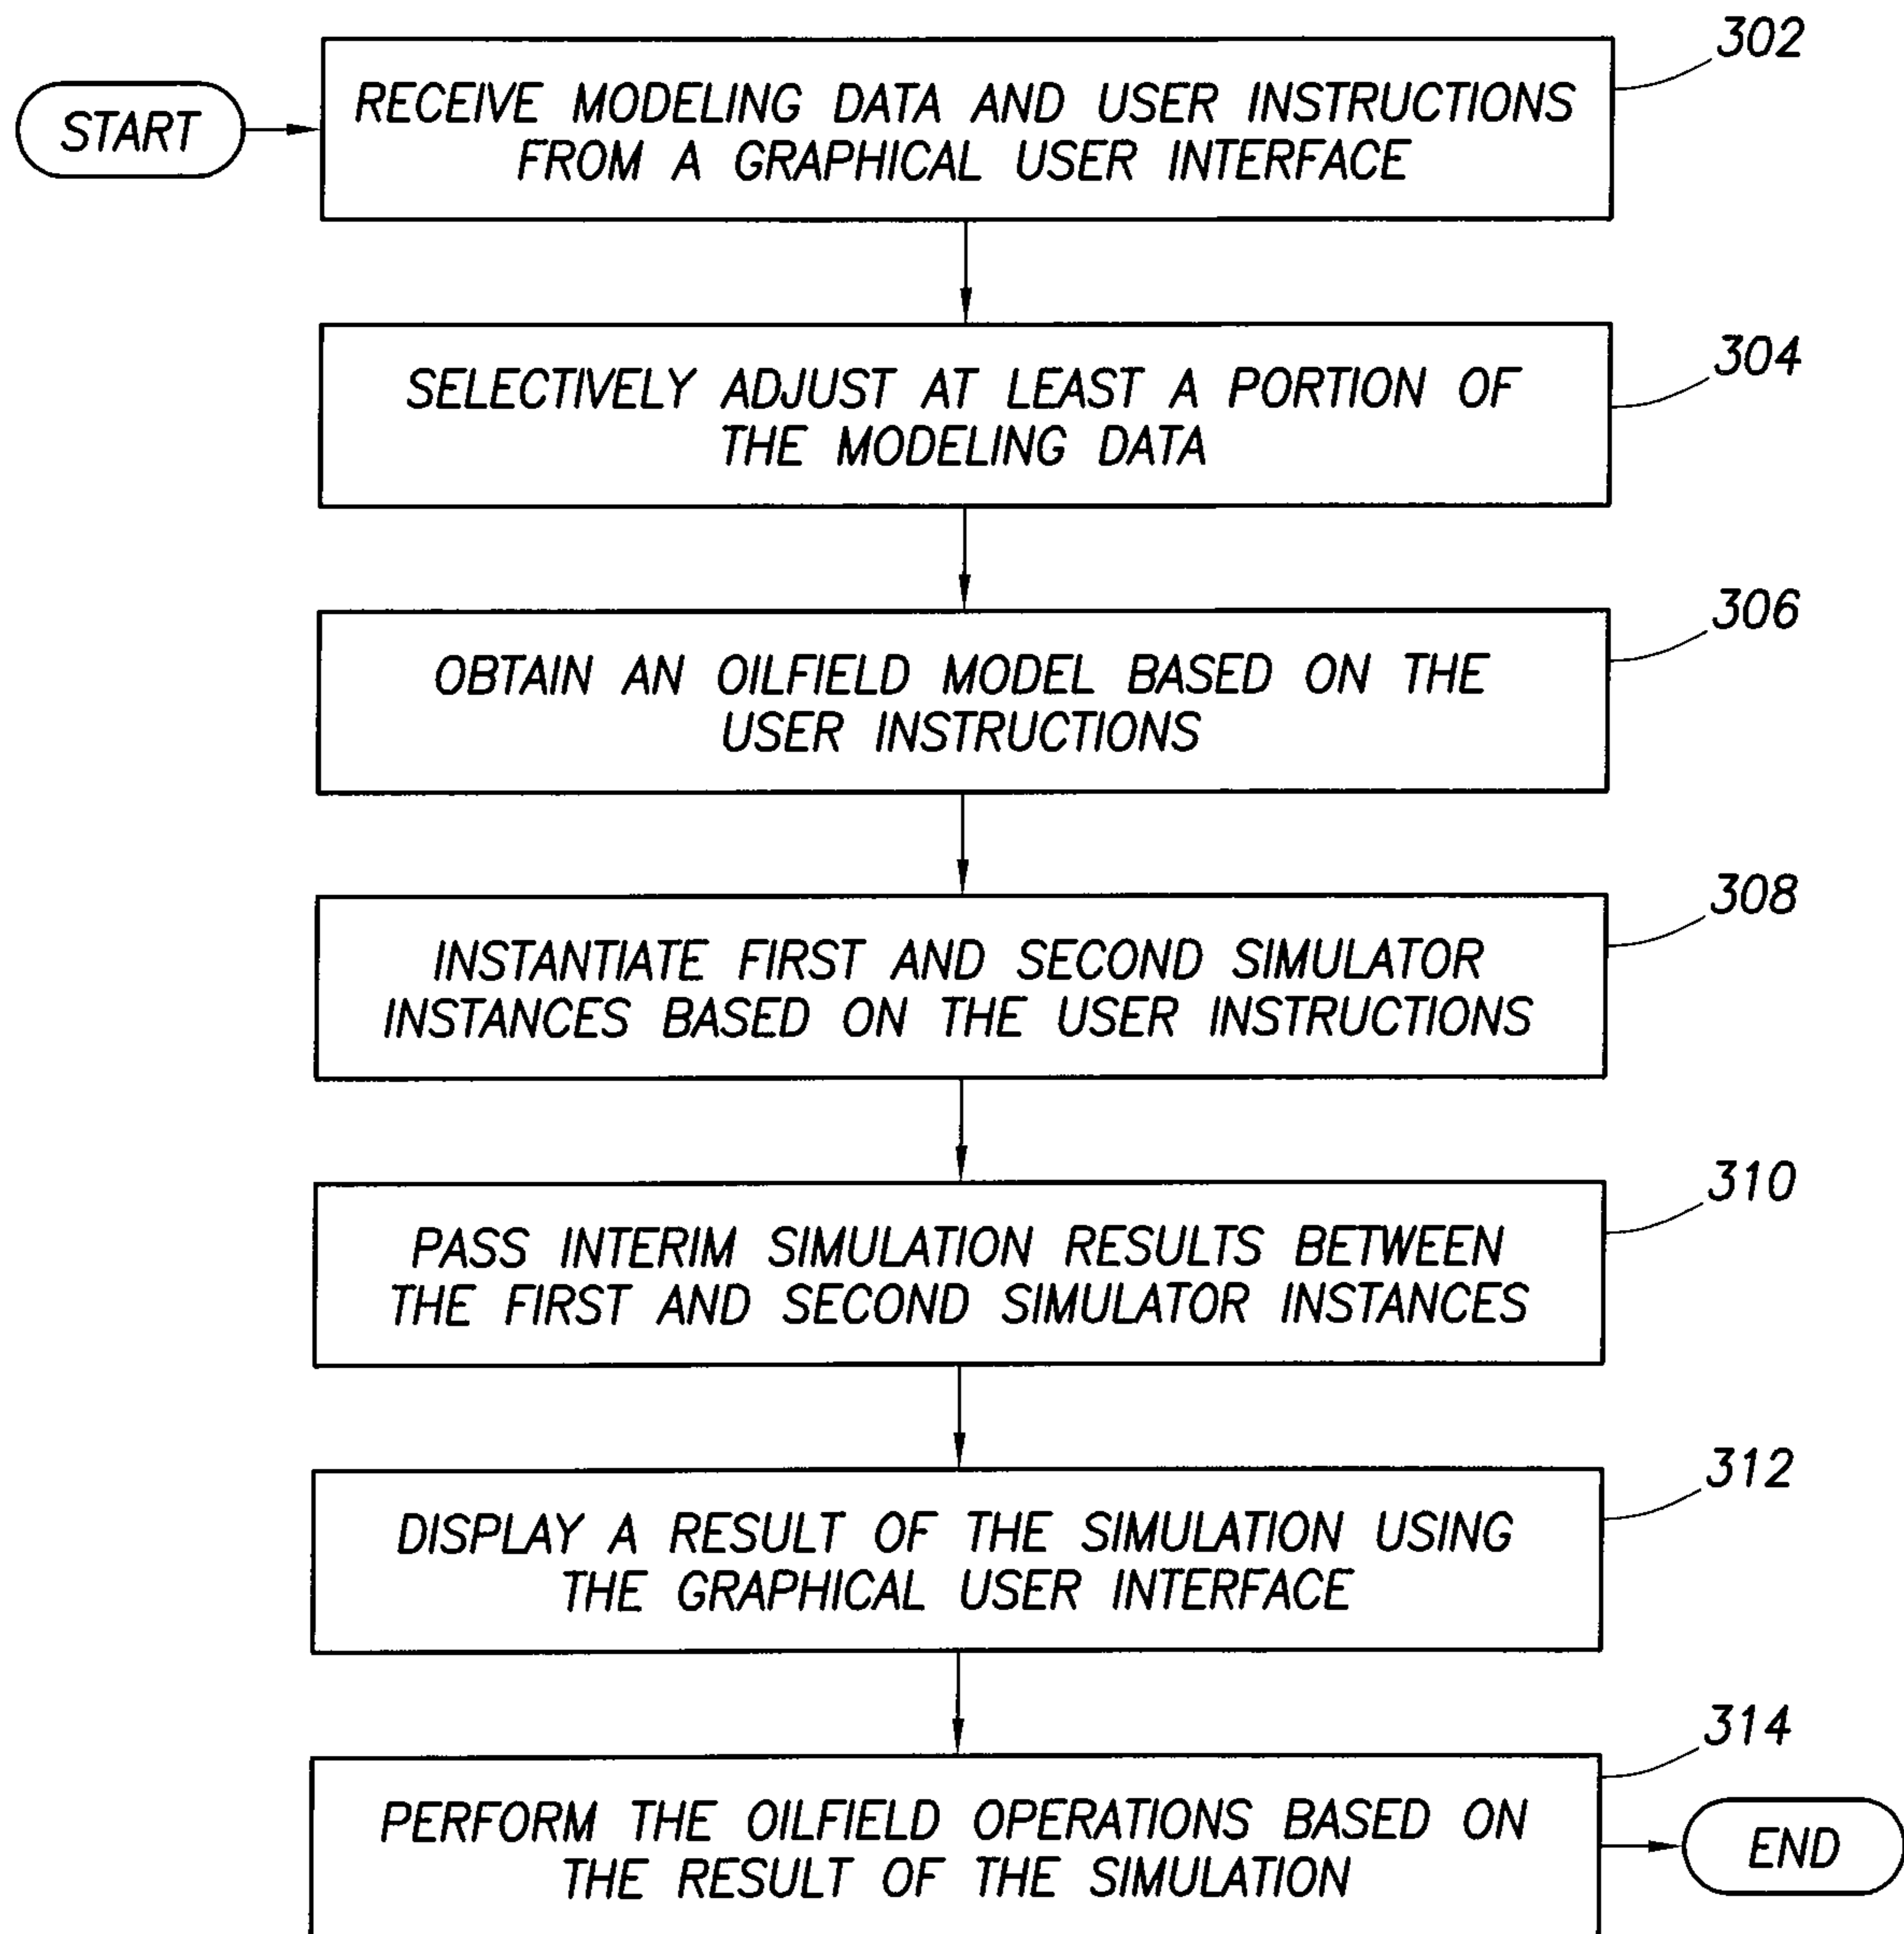 302
START
RECEIVE MODELING DATA AND USER INSTRUCTIONS
FROM A GRAPHICAL USER INTERFACE
304
SELECTIVELY ADJUST AT LEAST A PORTION OF
THE MODELING DATA
306
OBTAIN AN OILFIELD MODEL BASED ON THE
USER INSTRUCTIONS
308
INSTANTIATE FIRST AND SECOND SIMULATOR
INSTANCES BASED ON THE USER INSTRUCTIONS
310
PASS INTERIM SIMULATION RESULTS BETWEEN
THE FIRST AND SECOND SIMULATOR INSTANCES
312
DISPLAY A RESULT OF THE SIMULATION USING
THE GRAPHICAL USER INTERFACE
314
PERFORM THE OILFIELD OPERATIONS BASED ON
THE RESULT OF THE SIMULATION
END